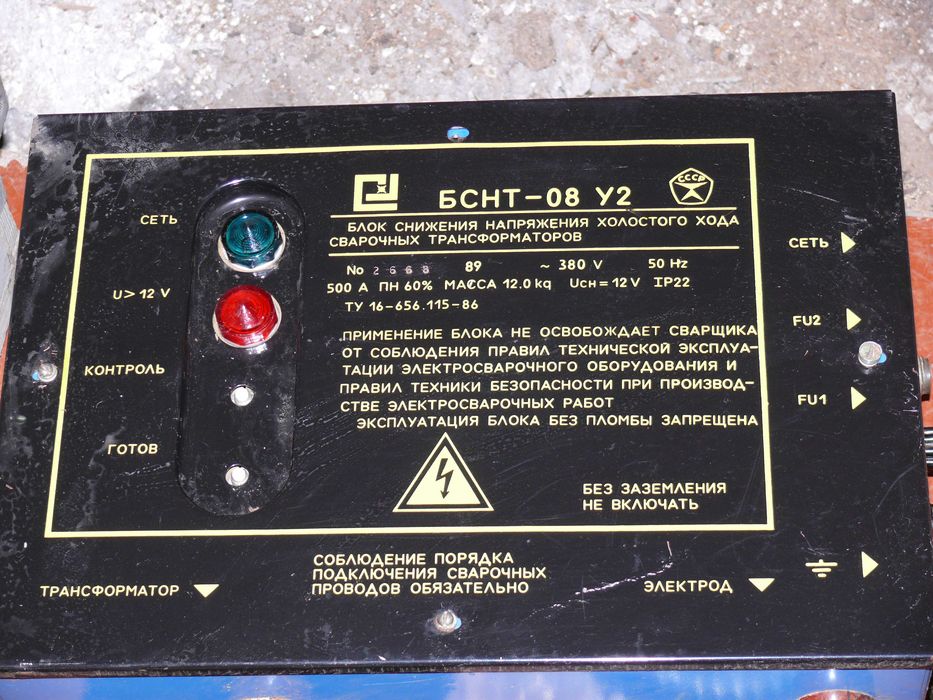 БСНТ-08 У2
СССР
БЛОК СНИЖЕНИЯ НАПРЯЖЕНИЯ ХОЛОСТОГО ХОДА
СВАРОЧНЫХ ТРАНСФОРМАТОРОВ
No 2668 89 ~ 380 V 50 Hz
500 А ПН 60% МАССА 12.0 kq Uсн = 12 V IP22
ТУ 16-656.115-86
ПРИМЕНЕНИЕ БЛОКА НЕ ОСВОБОЖДАЕТ СВАРЩИКА
ОТ СОБЛЮДЕНИЯ ПРАВИЛ ТЕХНИЧЕСКОЙ ЭКСПЛУА-
ТАЦИИ ЭЛЕКТРОСВАРОЧНОГО ОБОРУДОВАНИЯ И
ПРАВИЛ ТЕХНИКИ БЕЗОПАСНОСТИ ПРИ ПРОИЗВОД-
СТВЕ ЭЛЕКТРОСВАРОЧНЫХ РАБОТ
ЭКСПЛУАТАЦИЯ БЛОКА БЕЗ ПЛОМБЫ ЗАПРЕЩЕНА
БЕЗ ЗАЗЕМЛЕНИЯ
НЕ ВКЛЮЧАТЬ
СЕТЬ
U > 12 V
КОНТРОЛЬ
ГОТОВ
СЕТЬ
FU2
FU1
ТРАНСФОРМАТОР
СОБЛЮДЕНИЕ ПОРЯДКА
ПОДКЛЮЧЕНИЯ СВАРОЧНЫХ
ПРОВОДОВ ОБЯЗАТЕЛЬНО
ЭЛЕКТРОД